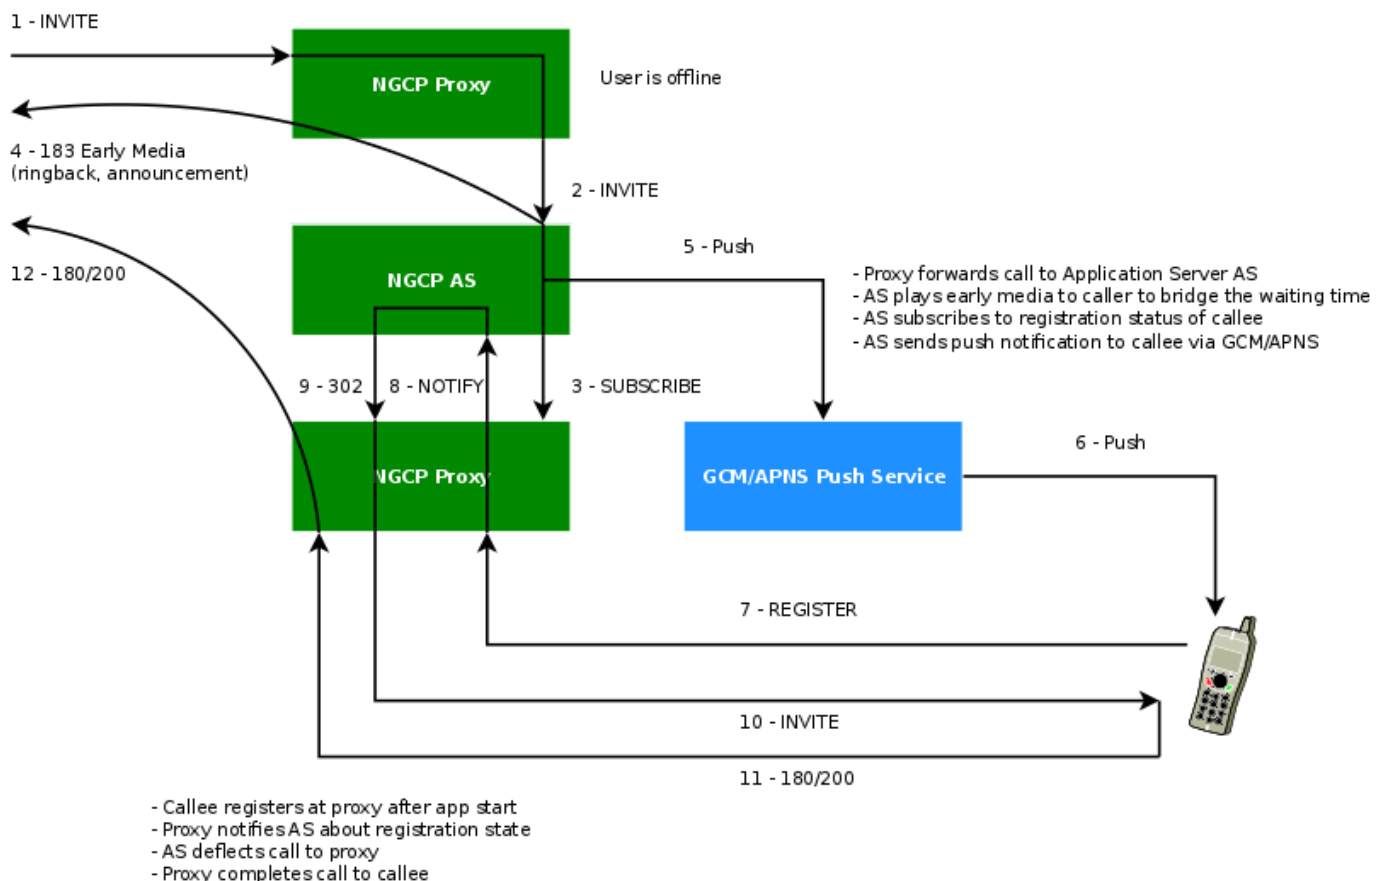 1 - INVITE
NGCP Proxy
User is offline
4 - 183 Early Media
(ringback, announcement)
2 - INVITE
5 - Push
12 - 180/200
NGCP AS
- Proxy forwards call to Application Server AS
- AS plays early media to caller to bridge the waiting time
- AS subscribes to registration status of callee
- AS sends push notification to callee via GCM/APNS
9 - 302
8 - NOTIFY
3 - SUBSCRIBE
6 - Push
NGCP Proxy
GCM/APNS Push Service
7 - REGISTER
10 - INVITE
11 - 180/200
- Callee registers at proxy after app start
- Proxy notifies AS about registration state
- AS deflects call to proxy
- Proxy completes call to callee